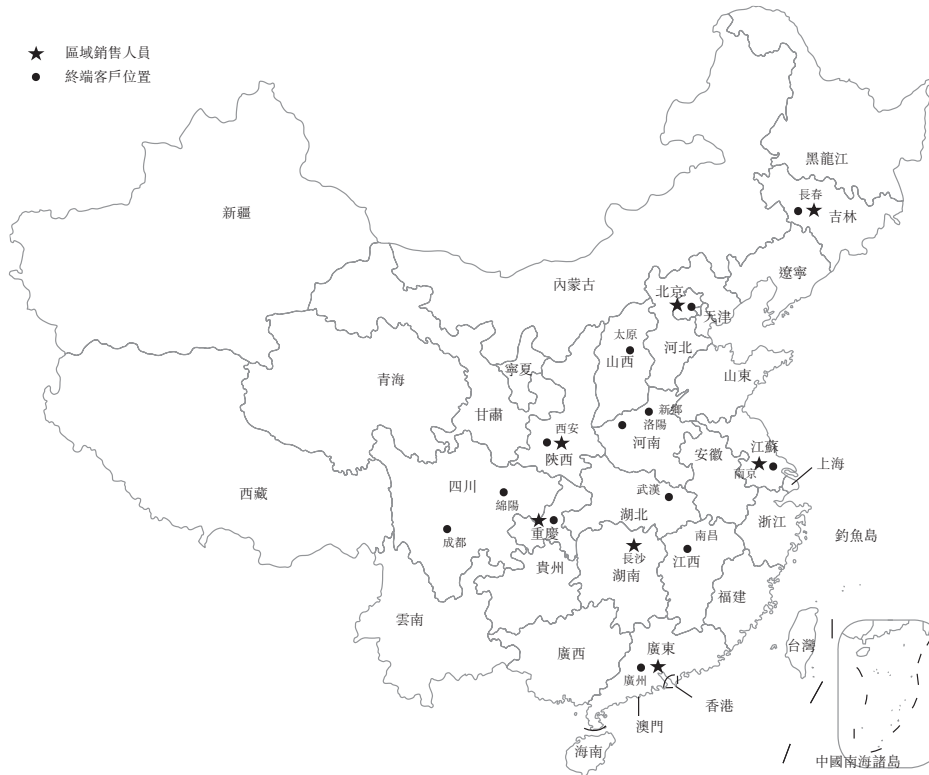 區域銷售人員
終端客戶位置
黑龍江
長春
吉林
新疆
遼寧
內蒙古
北京
天津
太原
山西
河北
寧夏
青海
山東
甘肅
新鄉
洛陽
西安
河南
陝西
安徽
江蘇
南京
上海
四川
西藏
綿陽
武漢
湖北
浙江
重慶
成都
南昌
釣魚島
長沙
江西
貴州
湖南
福建
雲南
廣西
廣東
台灣
廣州
香港
澳門
海南
中國南海諸島